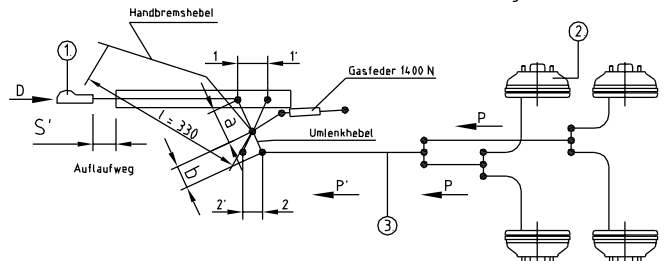 Handbremshebel
1.
1
1'
2
Gasfeder 1400 N
D
a
l = 330
S'
P
Umlenkhebel
Auflaufweg
b
P'
P
2'
2
3.